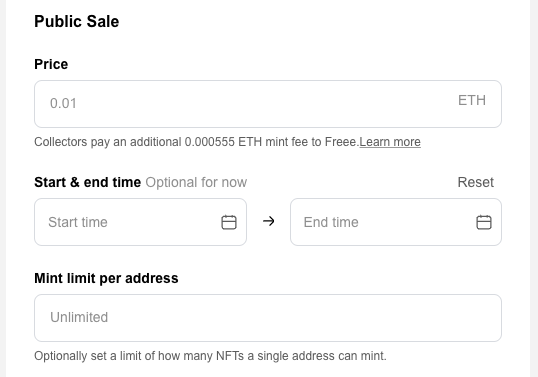 Public Sale
Price
0.01 ETH
Collectors pay an additional 0.000555 ETH mint fee to Freee.Learn more
Start & end time Optional for now Reset
Start time → End time
Mint limit per address
Unlimited
Optionally set a limit of how many NFTs a single address can mint.